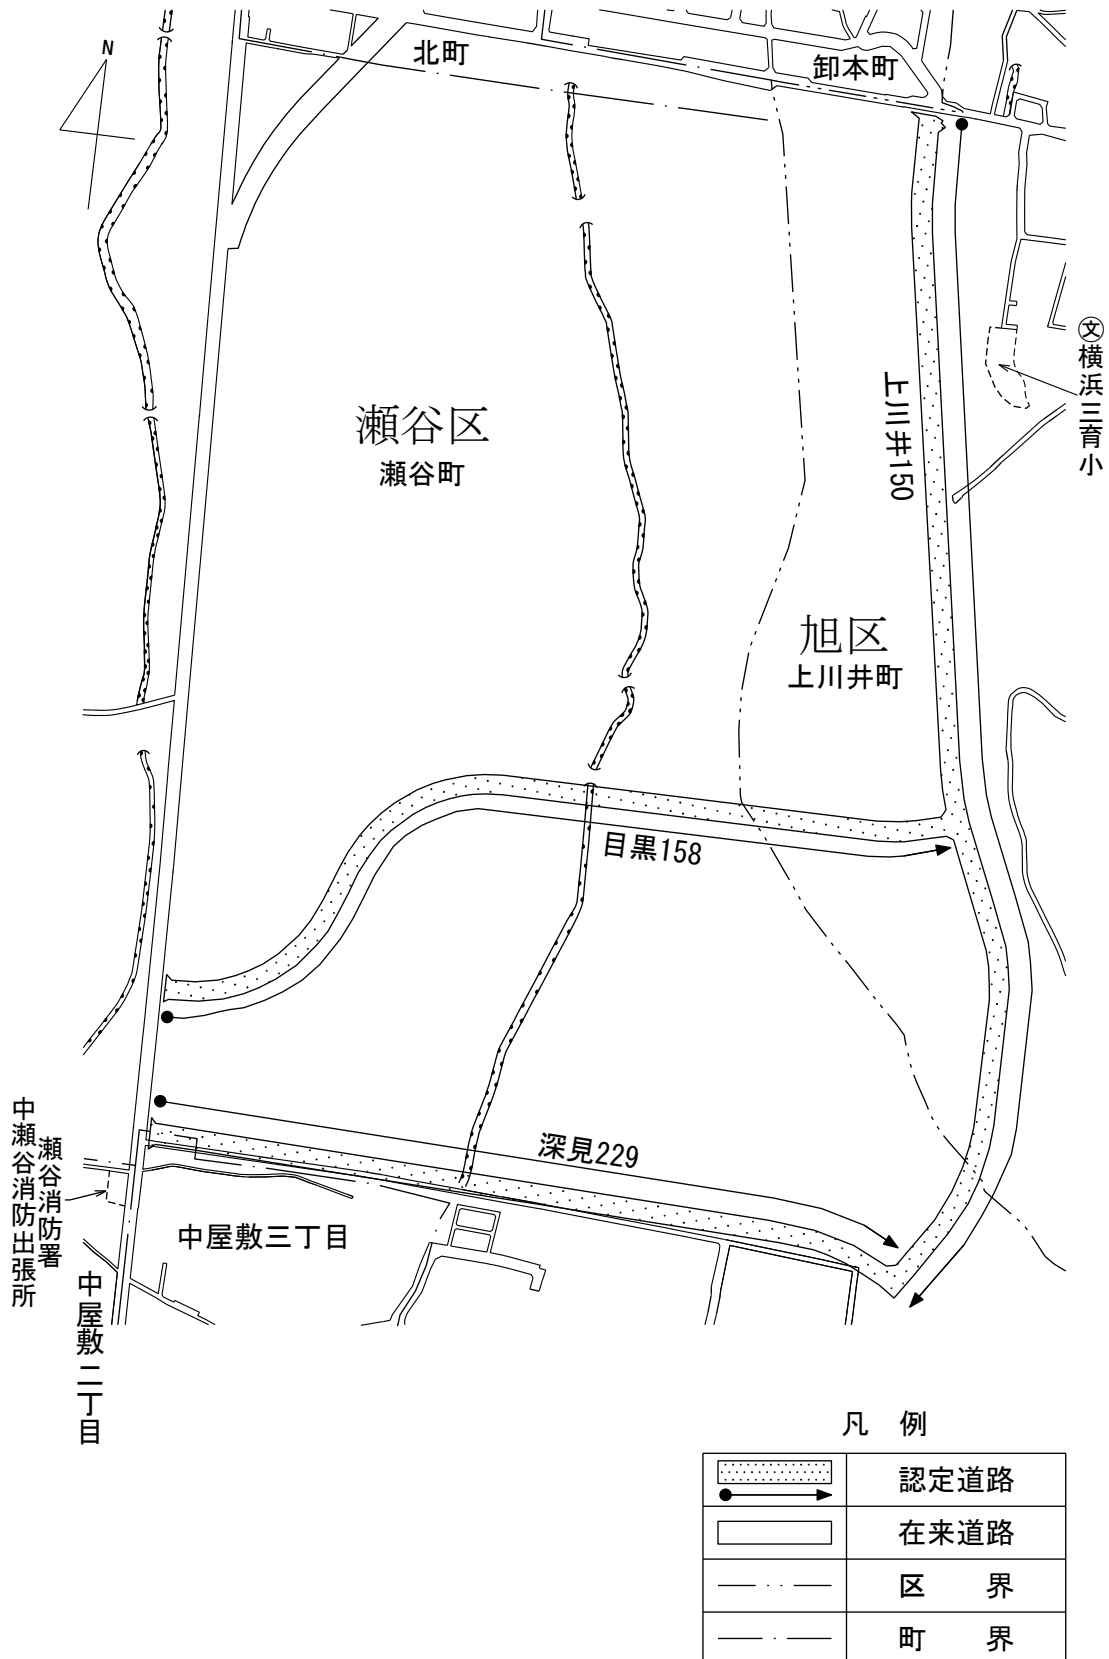 N
北町
卸本町
㊫横浜三育小
上川井150
瀬谷区
瀬谷町
旭区
上川井町
目黒158
深見229
瀬谷消防署
中瀬谷消防出張所
中屋敷三丁目
中屋敷二丁目
凡 例
認定道路
在来道路
区 界
町 界